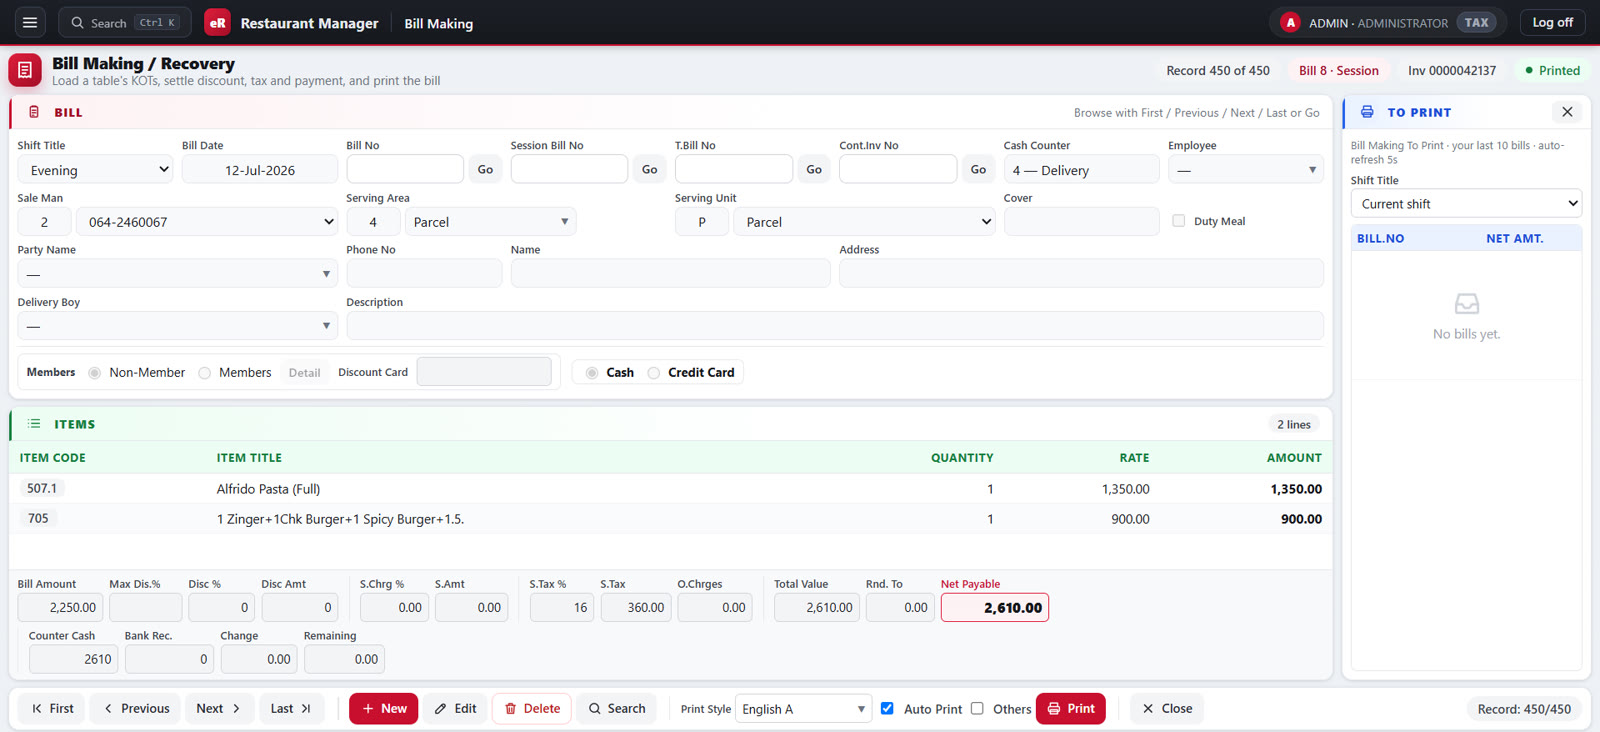 Search Ctrl K eR Restaurant Manager Bill Making A ADMIN · ADMINISTRATOR TAX Log off
Bill Making / Recovery
Load a table's KOTs, settle discount, tax and payment, and print the bill
Record 450 of 450 Bill 8 · Session Inv 0000042137 Printed
BILL Browse with First / Previous / Next / Last or Go
Shift Title Bill Date Bill No Session Bill No T.Bill No Cont.Inv No Cash Counter Employee
Evening 12-Jul-2026 Go Go Go Go 4 — Delivery —
Sale Man Serving Area Serving Unit Cover
2 064-2460067 4 Parcel P Parcel Duty Meal
Party Name Phone No Name Address
—
Delivery Boy Description
—
Members Non-Member Members Detail Discount Card Cash Credit Card
ITEMS 2 lines
ITEM CODE ITEM TITLE QUANTITY RATE AMOUNT
507.1 Alfrido Pasta (Full) 1 1,350.00 1,350.00
705 1 Zinger+1Chk Burger+1 Spicy Burger+1.5. 1 900.00 900.00
Bill Amount Max Dis.% Disc % Disc Amt S.Chrg % S.Amt S.Tax % S.Tax O.Chrges Total Value Rnd. To Net Payable
2,250.00 0 0 0.00 0.00 16 360.00 0.00 2,610.00 0.00 2,610.00
Counter Cash Bank Rec. Change Remaining
2610 0 0.00 0.00
TO PRINT
Bill Making To Print · your last 10 bills · auto-
refresh 5s
Shift Title
Current shift
BILL.NO NET AMT.
No bills yet.
First Previous Next Last New Edit Delete Search Print Style English A Auto Print Others Print Close Record: 450/450